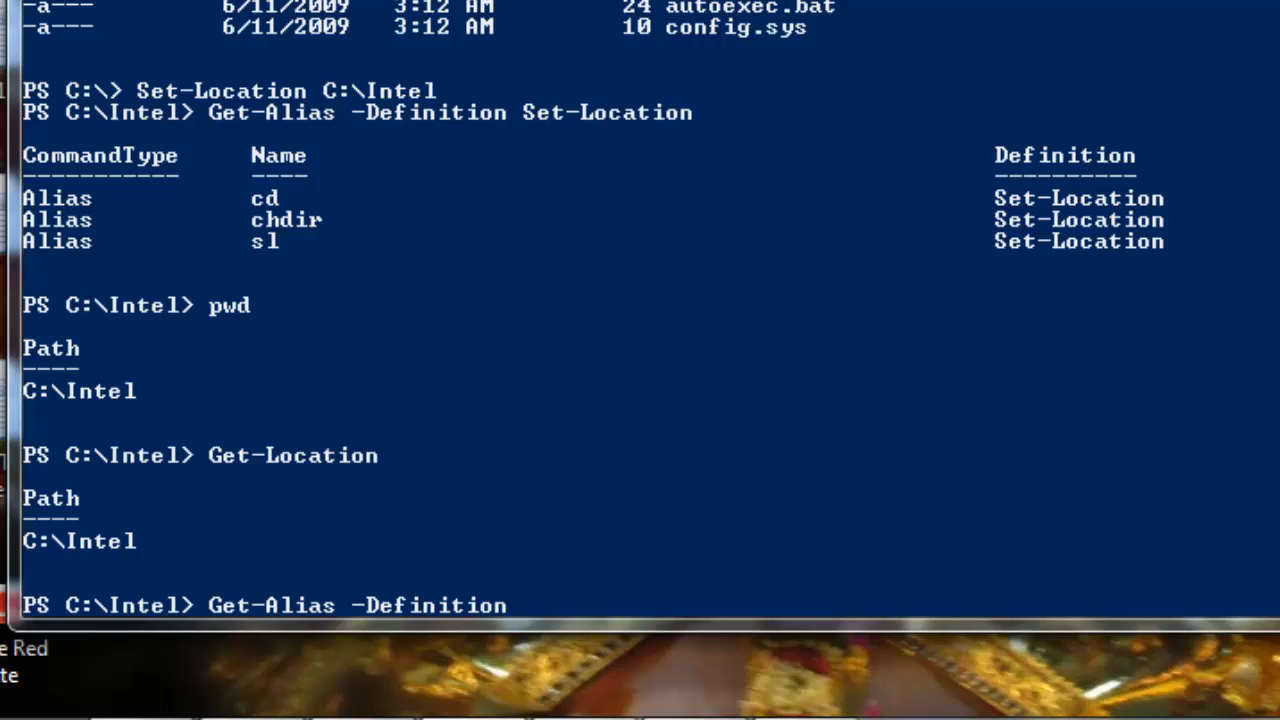 -a--- 6/11/2009 3:12 AM 24 autoexec.bat
-a--- 6/11/2009 3:12 AM 10 config.sys
PS C:\> Set-Location C:\Intel
PS C:\Intel> Get-Alias -Definition Set-Location
CommandType Name Definition
----------- ---- ----------
Alias cd Set-Location
Alias chdir Set-Location
Alias sl Set-Location
PS C:\Intel> pwd
Path
----
C:\Intel
PS C:\Intel> Get-Location
Path
----
C:\Intel
PS C:\Intel> Get-Alias -Definition
e Red
te